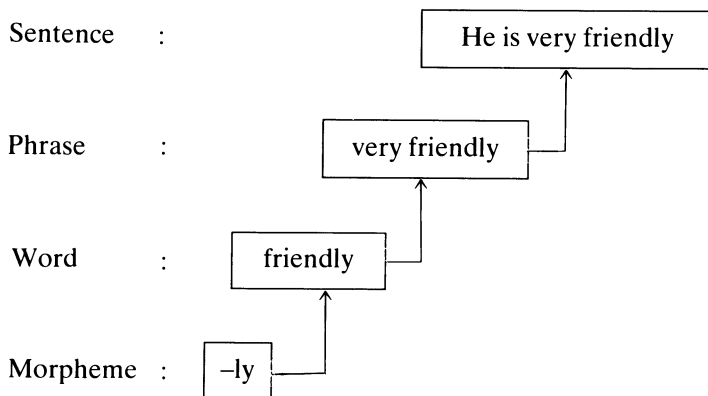 Sentence : He is very friendly
Phrase : very friendly
Word : friendly
Morpheme : –ly